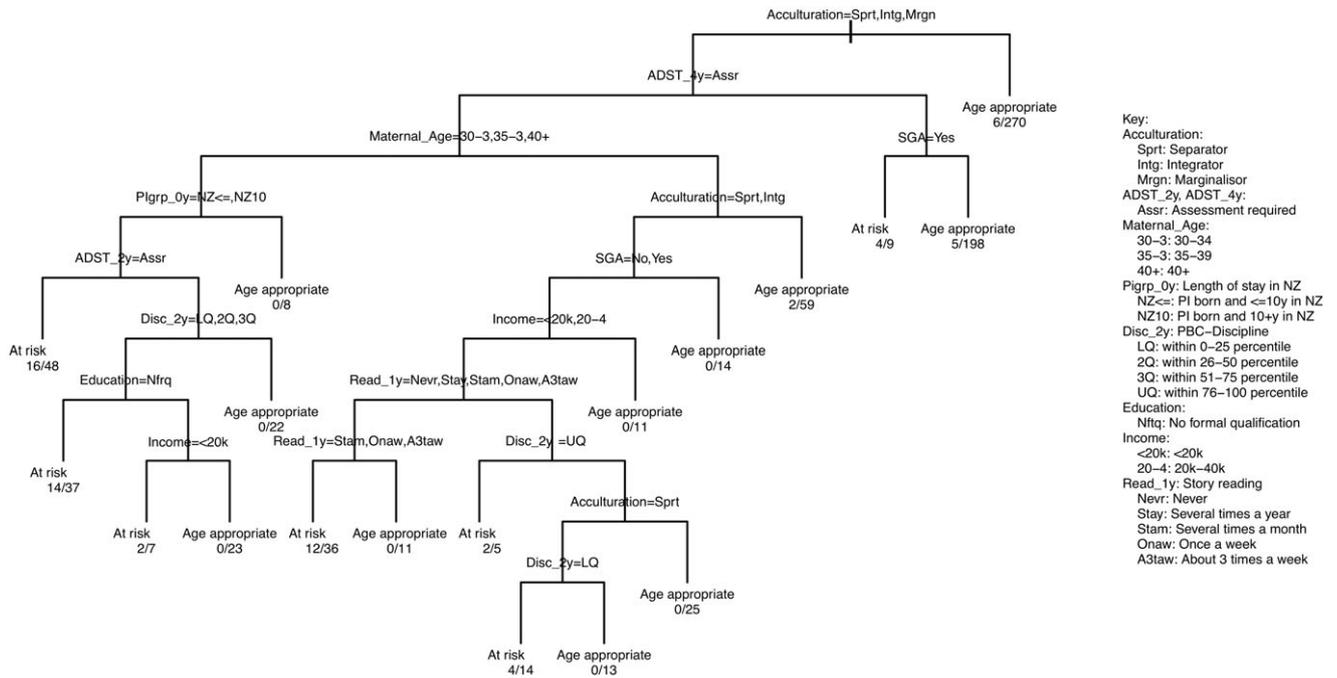 Acculturation=Sprt,Intg,Mrgn
ADST_4y=Assr
Age appropriate
6/270
Maternal_Age=30−3,35−3,40+
SGA=Yes
PIgrp_0y=NZ<=,NZ10
Acculturation=Sprt,Intg
At risk
4/9
Age appropriate
5/198
ADST_2y=Assr
Age appropriate
0/8
SGA=No,Yes
Age appropriate
2/59
At risk
16/48
Disc_2y=LQ,2Q,3Q
Income=<20k,20−4
Age appropriate
0/14
Education=Nfrq
Age appropriate
0/22
Read_1y=Nevr,Stay,Stam,Onaw,A3taw
Age appropriate
0/11
At risk
14/37
Income=<20k
Read_1y=Stam,Onaw,A3taw
Disc_2y =UQ
At risk
2/7
Age appropriate
0/23
At risk
12/36
Age appropriate
0/11
At risk
2/5
Acculturation=Sprt
Disc_2y=LQ
Age appropriate
0/25
At risk
4/14
Age appropriate
0/13
Key:
Acculturation:
Sprt: Separator
Intg: Integrator
Mrgn: Marginalisor
ADST_2y, ADST_4y:
Assr: Assessment required
Maternal_Age:
30−3: 30−34
35−3: 35−39
40+: 40+
Pigrp_0y: Length of stay in NZ
NZ<=: PI born and <=10y in NZ
NZ10: PI born and 10+y in NZ
Disc_2y: PBC−Discipline
LQ: within 0−25 percentile
2Q: within 26−50 percentile
3Q: within 51−75 percentile
UQ: within 76−100 percentile
Education:
Nftq: No formal qualification
Income:
<20k: <20k
20−4: 20k−40k
Read_1y: Story reading
Nevr: Never
Stay: Several times a year
Stam: Several times a month
Onaw: Once a week
A3taw: About 3 times a week